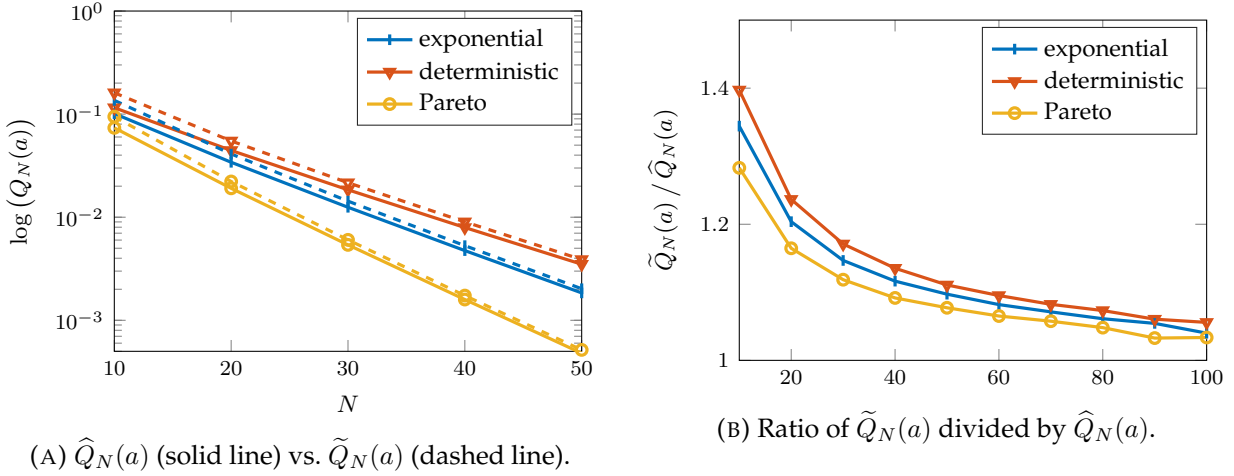 10⁰
10⁻¹
10⁻²
10⁻³
log (Q_N(a))
10 20 30 40 50
N
exponential
deterministic
Pareto
(A) Q̂_N(a) (solid line) vs. Q̃_N(a) (dashed line).
1.4
1.2
1
Q̃_N(a) / Q̂_N(a)
20 40 60 80 100
exponential
deterministic
Pareto
(B) Ratio of Q̃_N(a) divided by Q̂_N(a).